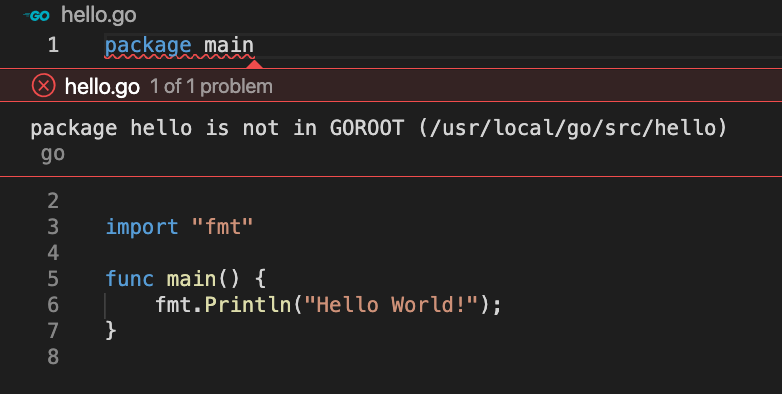 GO hello.go
1 package main
hello.go 1 of 1 problem
package hello is not in GOROOT (/usr/local/go/src/hello)
go
2
3 import "fmt"
4
5 func main() {
6 fmt.Println("Hello World!");
7 }
8